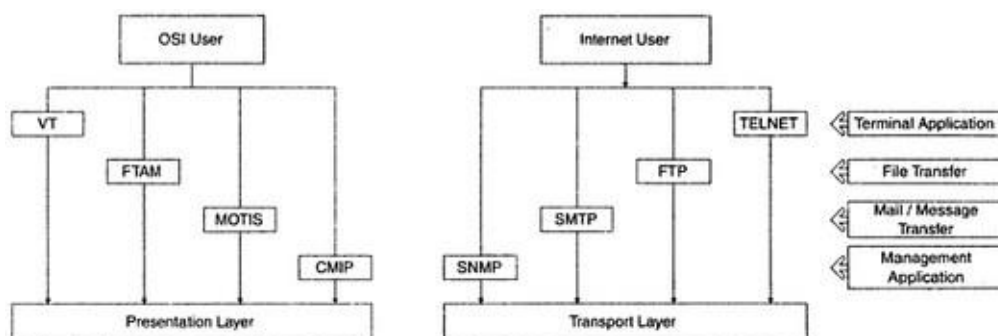 OSI User
Internet User
VT
TELNET
Terminal Application
FTAM
FTP
File Transfer
MOTIS
SMTP
Mail / Message
Transfer
CMIP
SNMP
Management
Application
Presentation Layer
Transport Layer